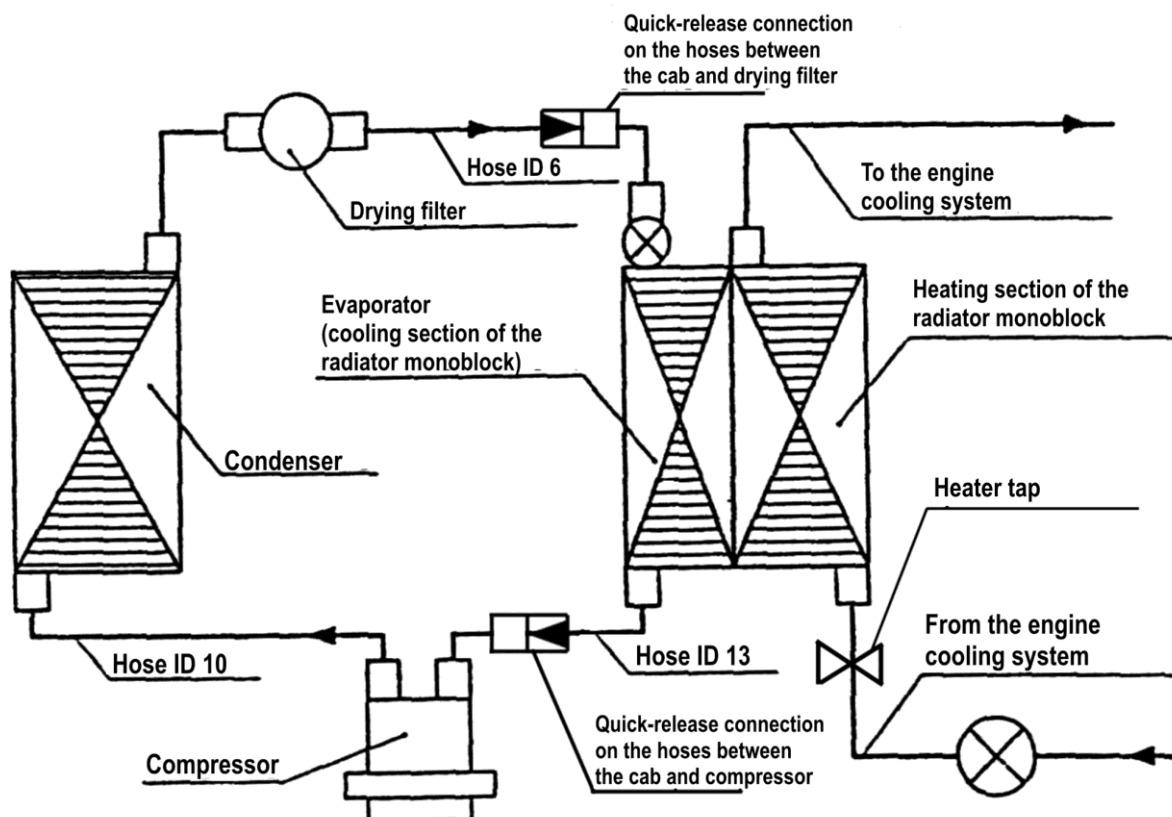 Quick-release connection
on the hoses between
the cab and drying filter
Hose ID 6
Drying filter
To the engine
cooling system
Evaporator
(cooling section of the
radiator monoblock)
Heating section of the
radiator monoblock
Condenser
Heater tap
Hose ID 10
Hose ID 13
From the engine
cooling system
Compressor
Quick-release connection
on the hoses between
the cab and compressor